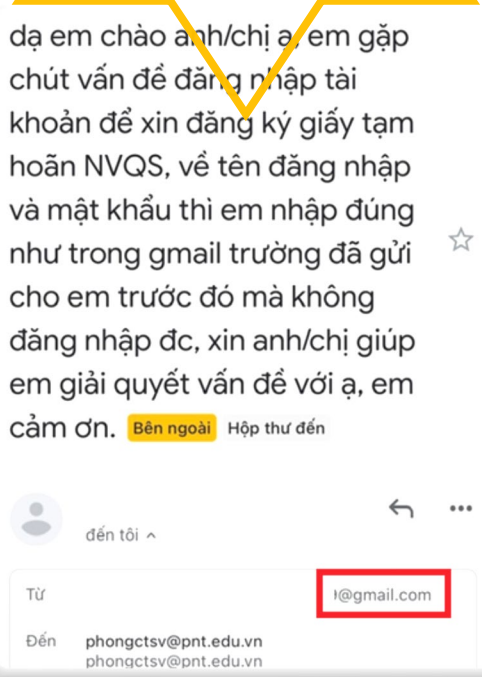 dạ em chào anh/chị ạ, em gặp
chút vấn đề đăng nhập tài
khoản để xin đăng ký giấy tạm
hoãn NVQS, về tên đăng nhập
và mật khẩu thì em nhập đúng
như trong gmail trường đã gửi
cho em trước đó mà không
đăng nhập đc, xin anh/chị giúp
em giải quyết vấn đề với ạ, em
cảm ơn. Bên ngoài Hộp thư đến
đến tôi
Từ @gmail.com
Đến phongctsv@pnt.edu.vn
phongctsv@pnt.edu.vn